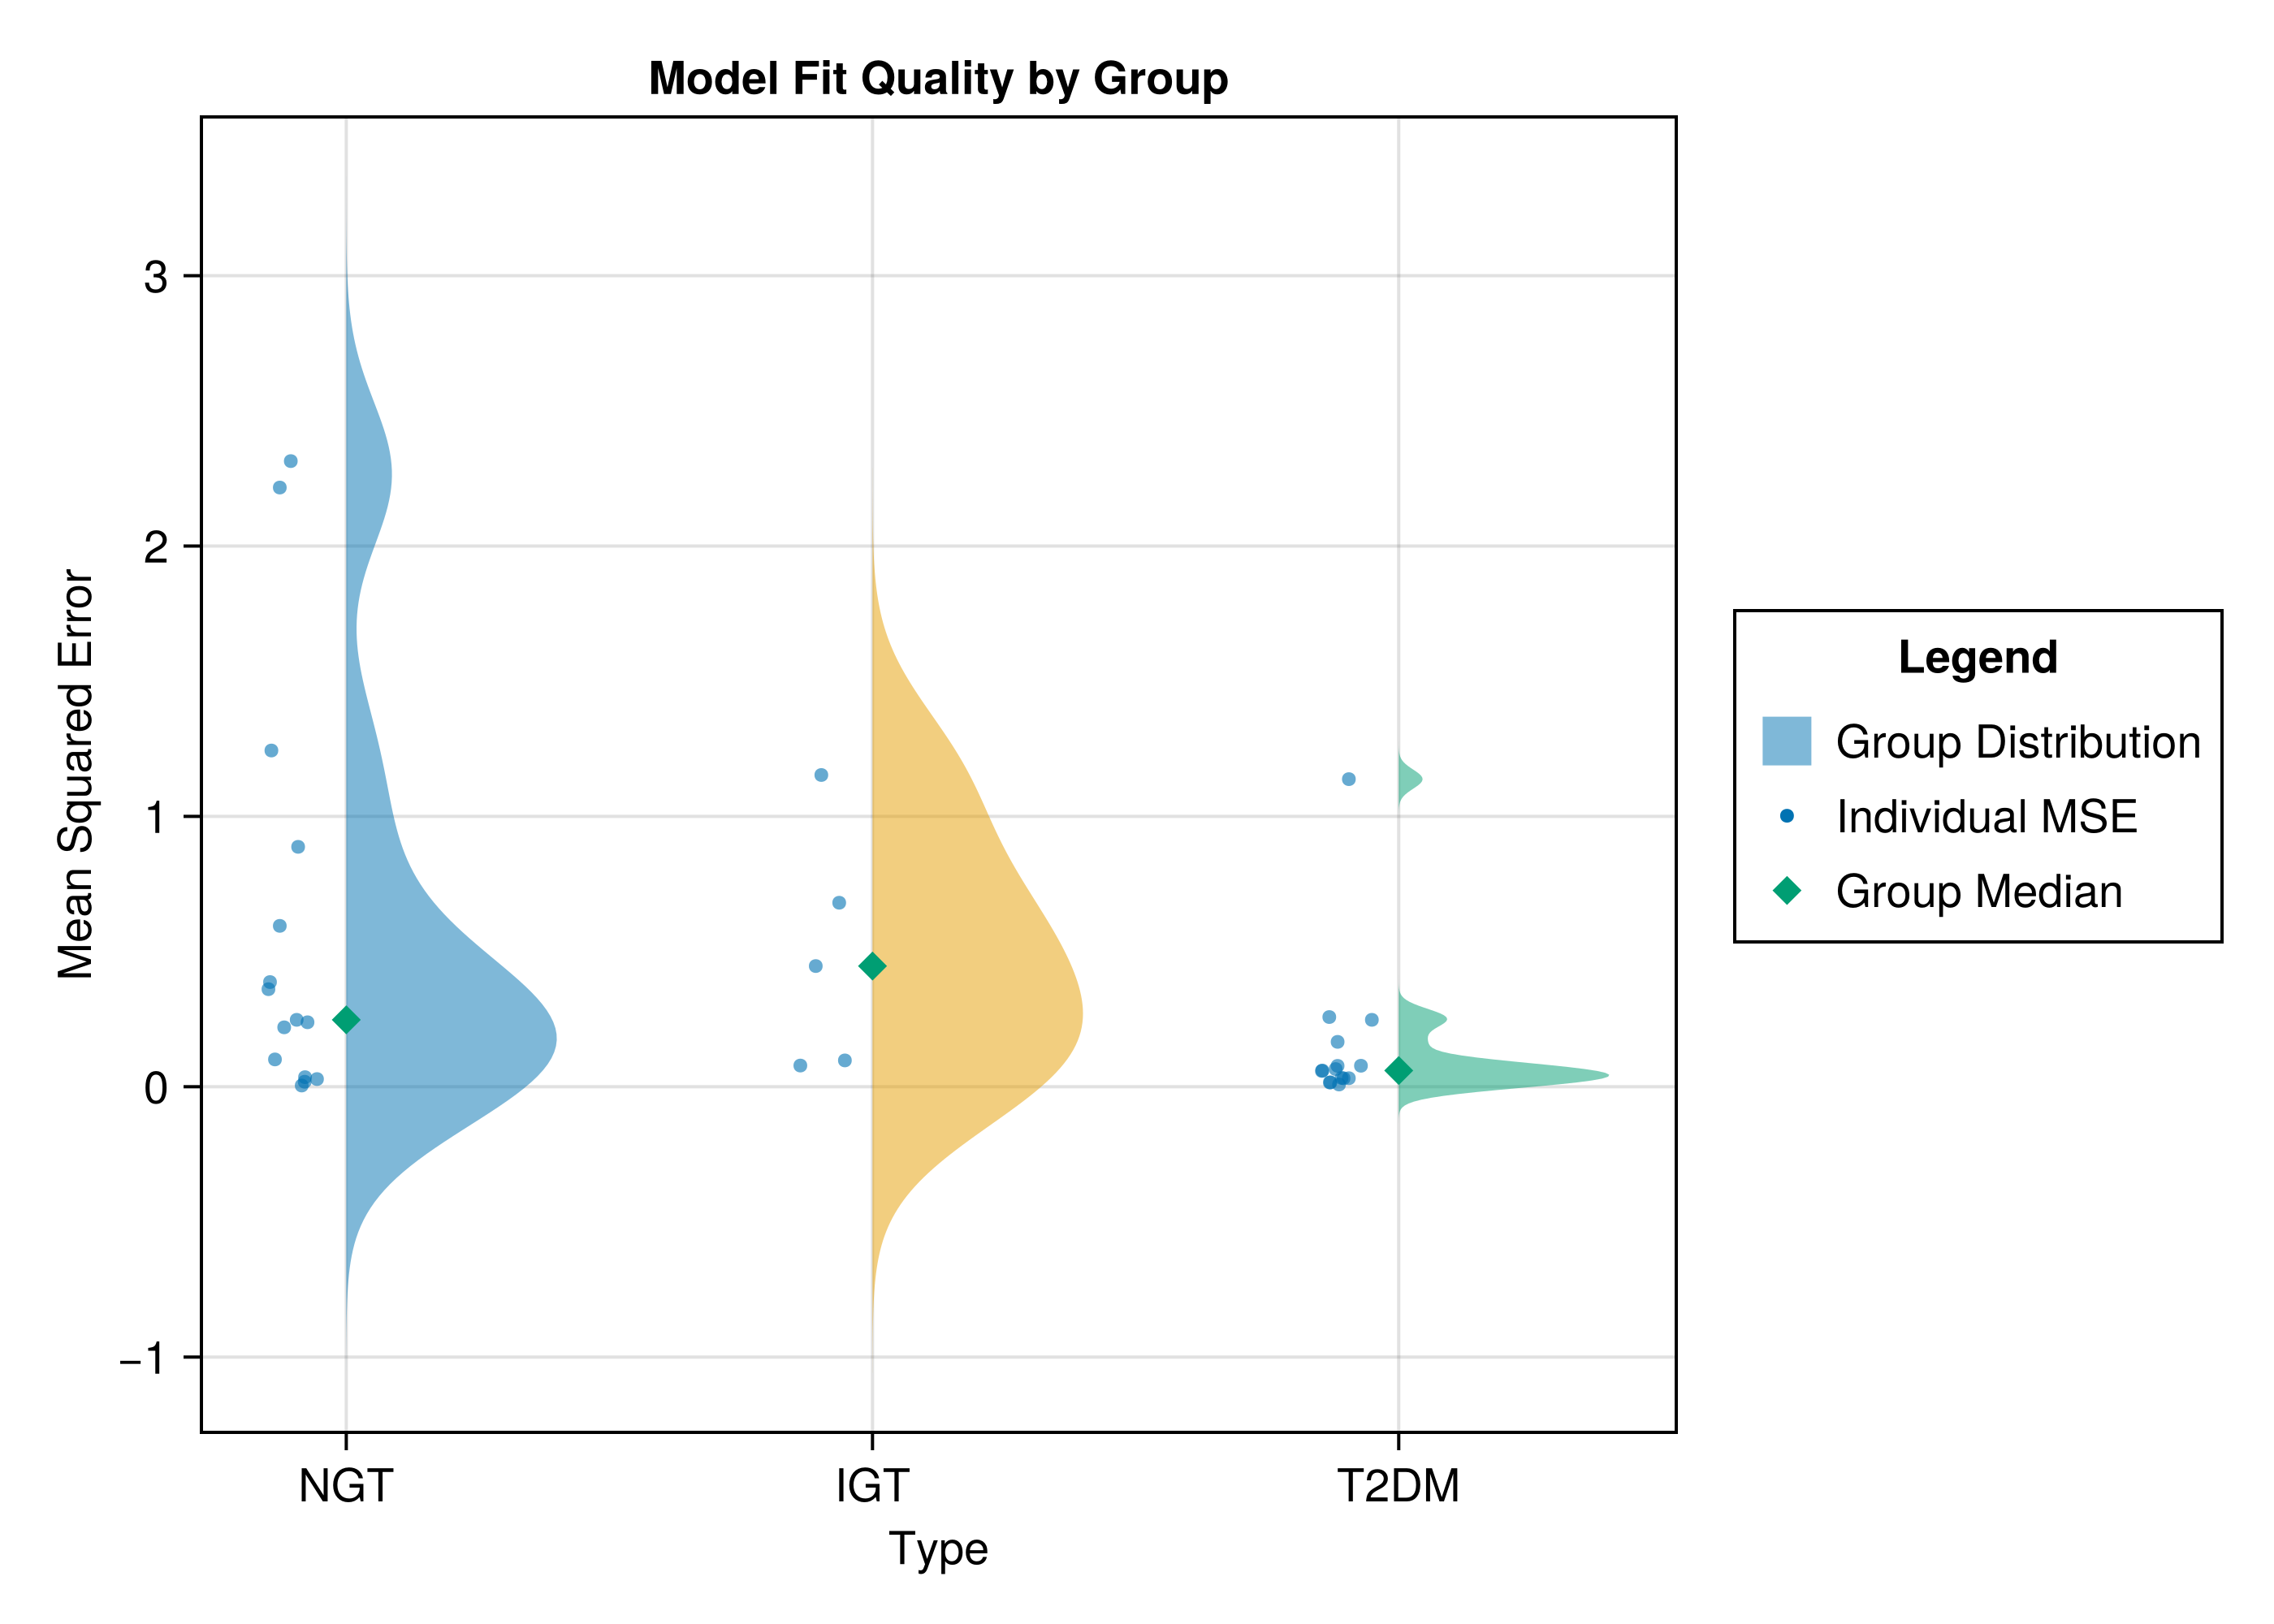 Model Fit Quality by Group
Mean Squared Error
3
2
1
0
−1
NGT
IGT
T2DM
Type
Legend
Group Distribution
Individual MSE
Group Median